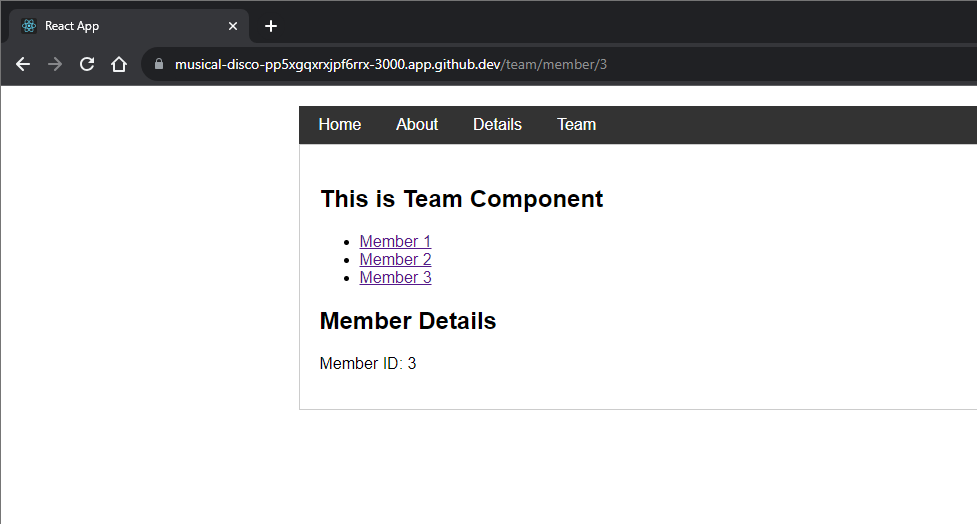 React App
musical-disco-pp5xgqxrxjpf6rrx-3000.app.github.dev/team/member/3
Home About Details Team
This is Team Component
Member 1
Member 2
Member 3
Member Details
Member ID: 3